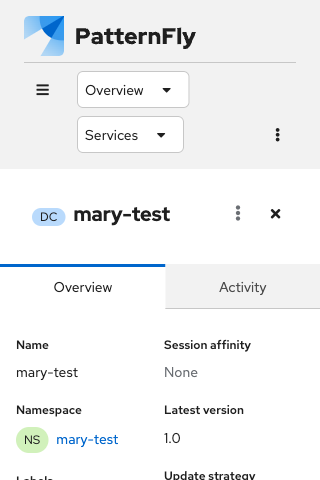 PatternFly
Overview
Services
DC mary-test
Overview Activity
Name Session affinity
mary-test None
Namespace Latest version
NS mary-test 1.0
Labels Update strategy